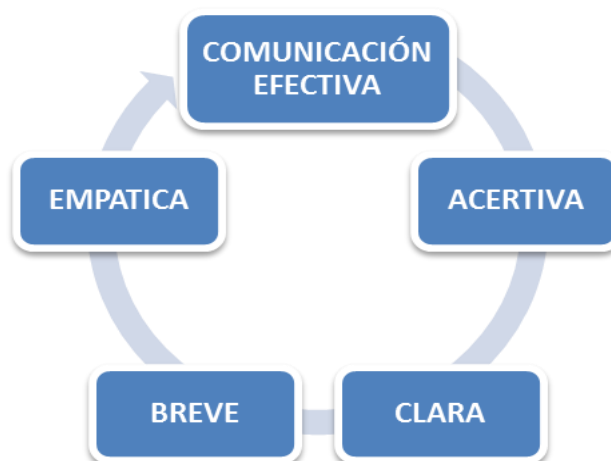 COMUNICACIÓN
EFECTIVA
ACERTIVA
CLARA
BREVE
EMPATICA